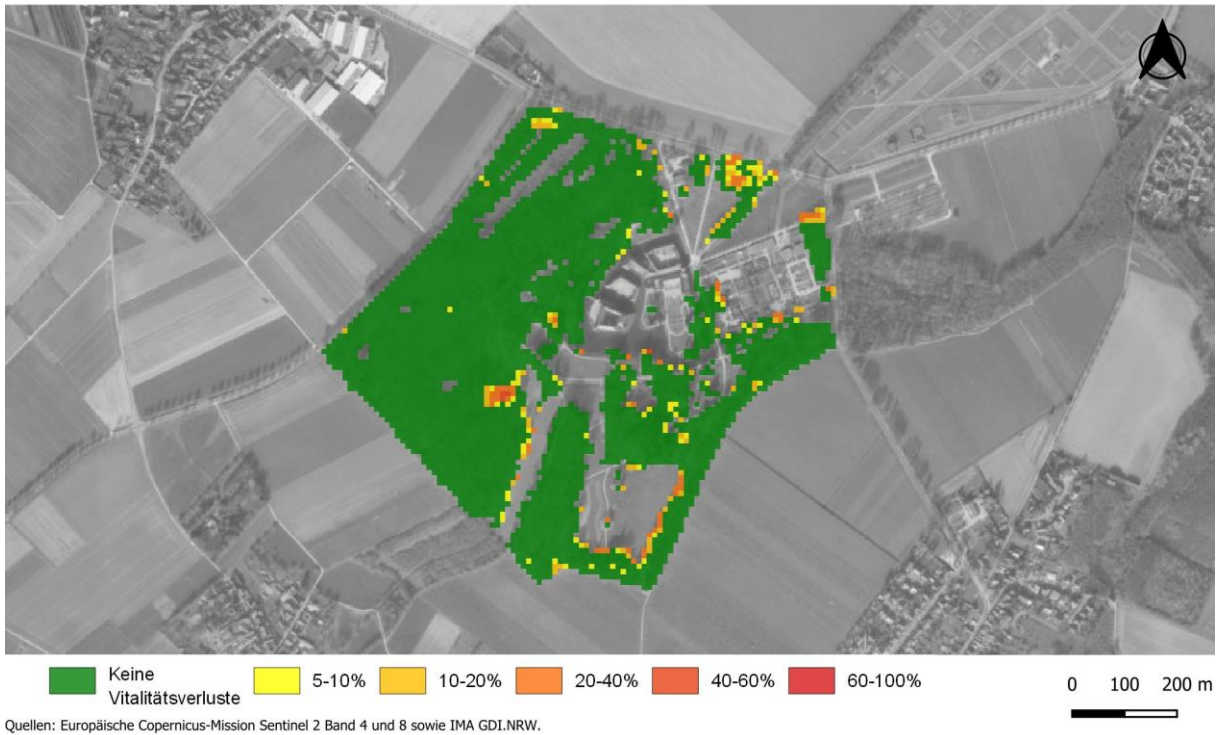 Keine
Vitalitätsverluste
5-10%
10-20%
20-40%
40-60%
60-100%
0 100 200 m
Quellen: Europäische Copernicus-Mission Sentinel 2 Band 4 und 8 sowie IMA GDI.NRW.